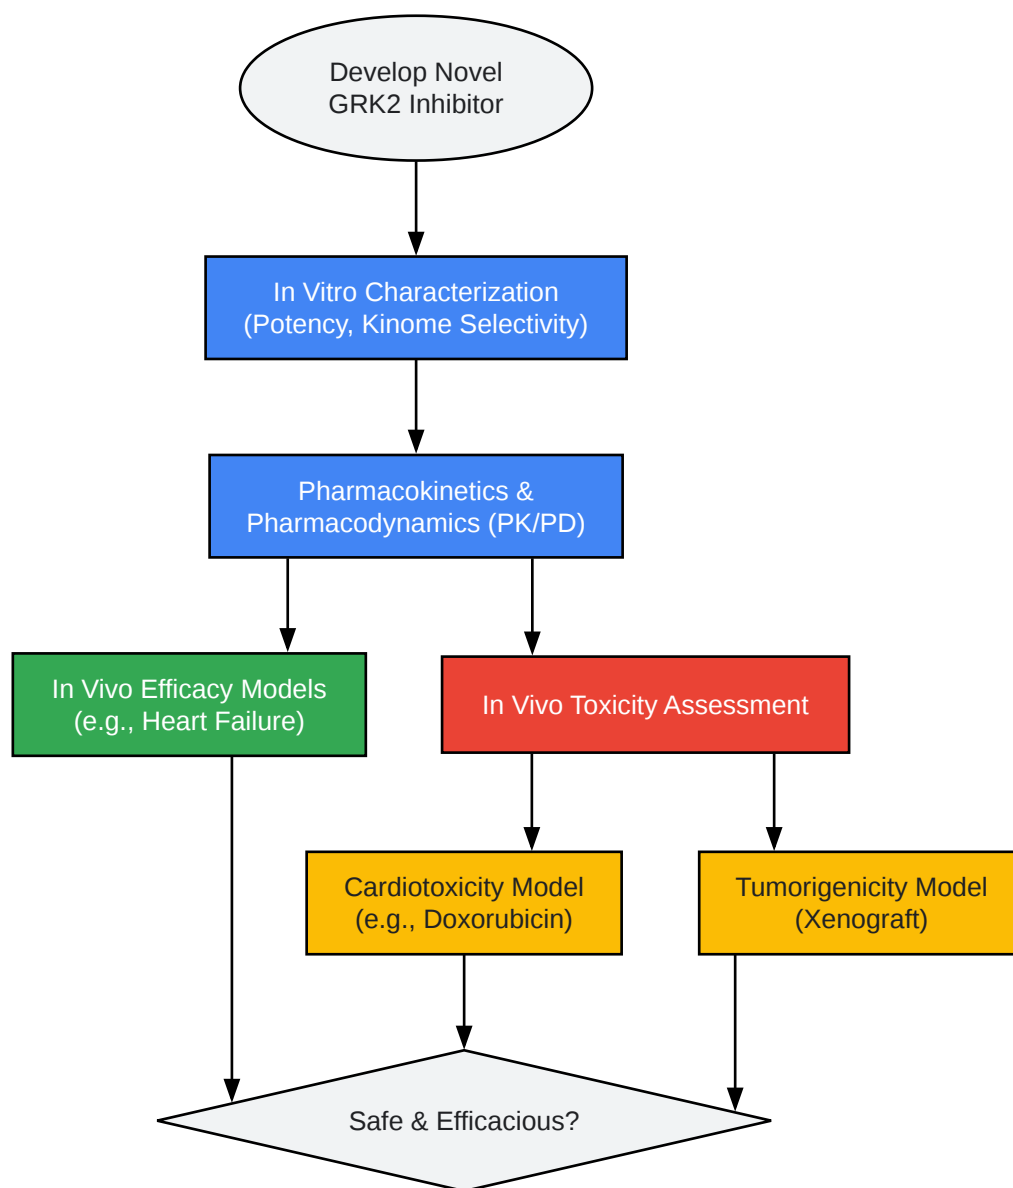 Develop Novel
GRK2 Inhibitor
In Vitro Characterization
(Potency, Kinome Selectivity)
Pharmacokinetics &
Pharmacodynamics (PK/PD)
In Vivo Efficacy Models
(e.g., Heart Failure)
In Vivo Toxicity Assessment
Cardiotoxicity Model
(e.g., Doxorubicin)
Tumorigenicity Model
(Xenograft)
Safe & Efficacious?